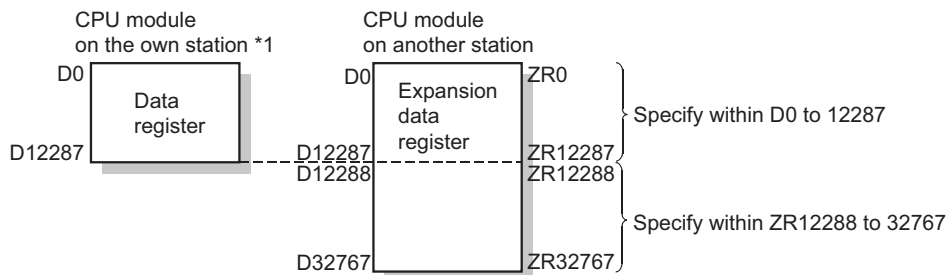 CPU module
on the own station *1
CPU module
on another station
D0
Data
register
D12287
D0
Expansion
data
register
ZR0
D12287
ZR12287
D12288
ZR12288
D32767
ZR32767
Specify within D0 to 12287
Specify within ZR12288 to 32767